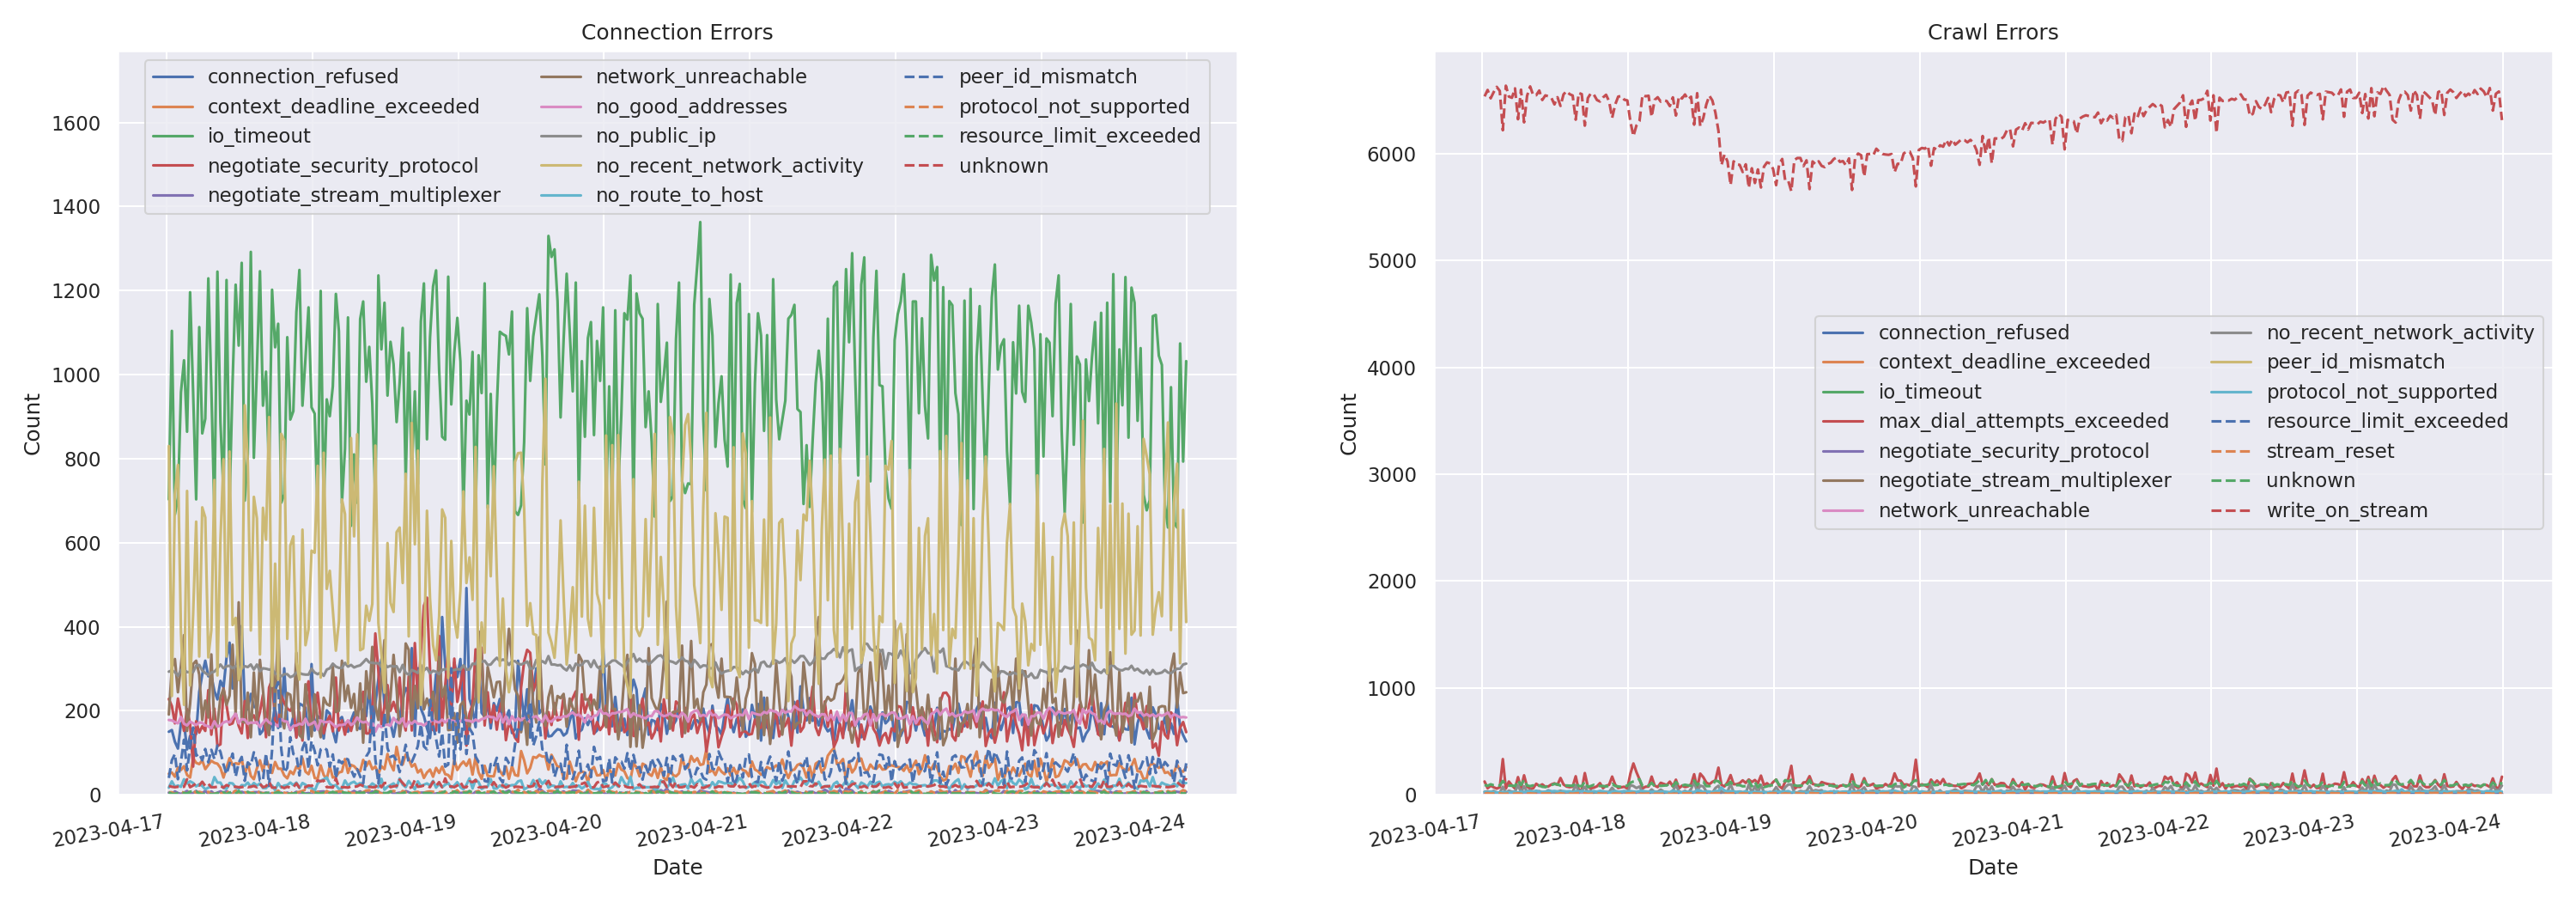 Connection Errors
connection_refused
context_deadline_exceeded
io_timeout
negotiate_security_protocol
negotiate_stream_multiplexer
network_unreachable
no_good_addresses
no_public_ip
no_recent_network_activity
no_route_to_host
peer_id_mismatch
protocol_not_supported
resource_limit_exceeded
unknown
Count
1600
1400
1200
1000
800
600
400
200
0
2023-04-17
2023-04-18
2023-04-19
2023-04-20
2023-04-21
2023-04-22
2023-04-23
2023-04-24
Date
Crawl Errors
connection_refused
context_deadline_exceeded
io_timeout
max_dial_attempts_exceeded
negotiate_security_protocol
negotiate_stream_multiplexer
network_unreachable
no_recent_network_activity
peer_id_mismatch
protocol_not_supported
resource_limit_exceeded
stream_reset
unknown
write_on_stream
Count
6000
5000
4000
3000
2000
1000
0
2023-04-17
2023-04-18
2023-04-19
2023-04-20
2023-04-21
2023-04-22
2023-04-23
2023-04-24
Date